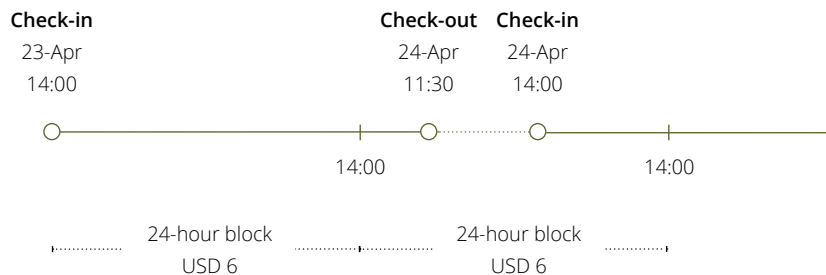 Check-in
23-Apr
14:00
Check-out
24-Apr
11:30
Check-in
24-Apr
14:00
14:00
14:00
24-hour block
USD 6
24-hour block
USD 6